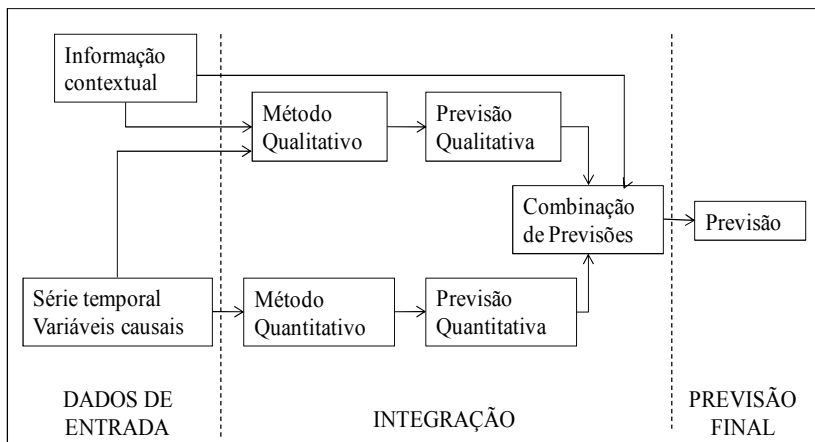 Informação
contextual
Método
Qualitativo
Previsão
Qualitativa
Combinação
de Previsões
Previsão
Série temporal
Variáveis causais
Método
Quantitativo
Previsão
Quantitativa
DADOS DE
ENTRADA
INTEGRAÇÃO
PREVISÃO
FINAL